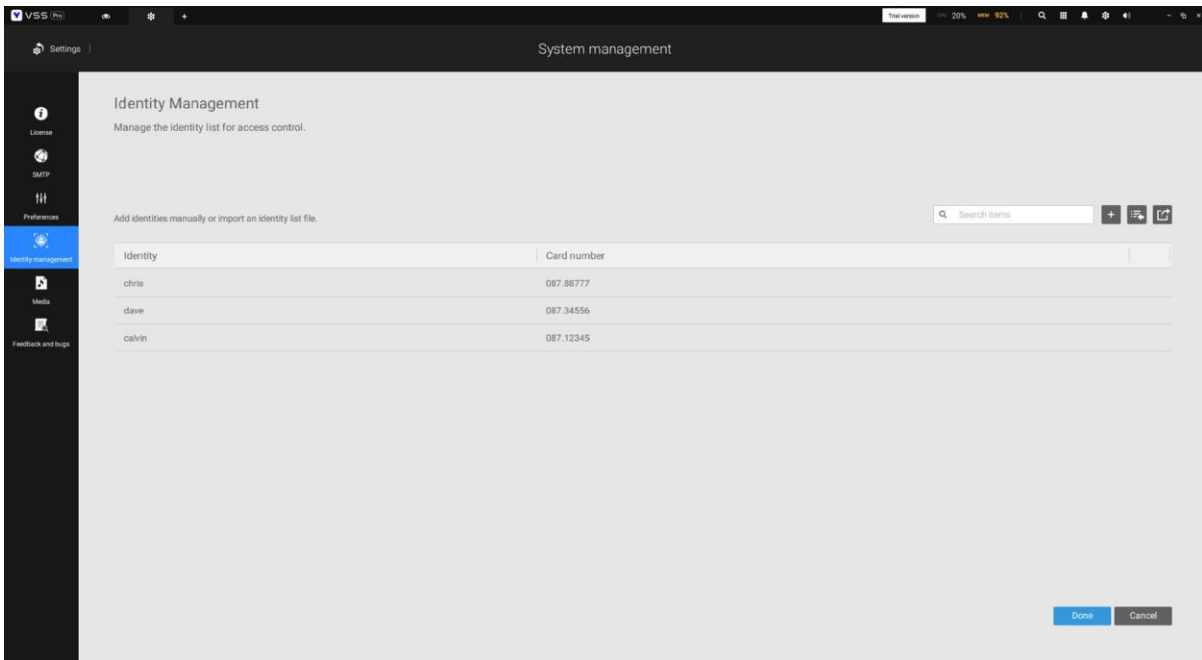 VSS Pro
Trial version CPU 20% MEM 92%
Settings
System management
License
SMTP
Preferences
Identity management
Media
Feedback and bugs
Identity Management
Manage the identity list for access control.
Add identities manually or import an identity list file.
Search items
Identity Card number
chris 087.88777
dave 087.34556
calvin 087.12345
Done Cancel